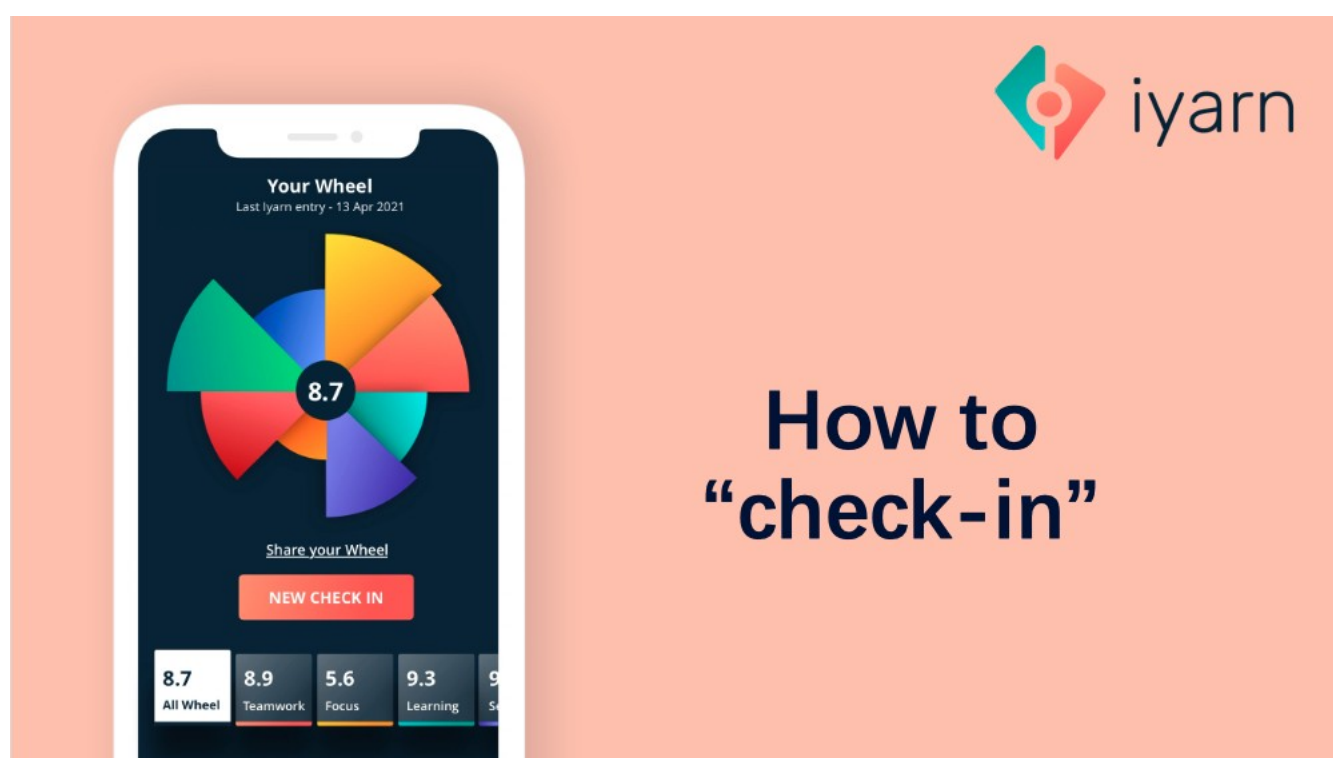 iyarn
Your Wheel
Last Iyarn entry - 13 Apr 2021
8.7
Share your Wheel
NEW CHECK IN
8.7
All Wheel
8.9
Teamwork
5.6
Focus
9.3
Learning
How to
“check-in”